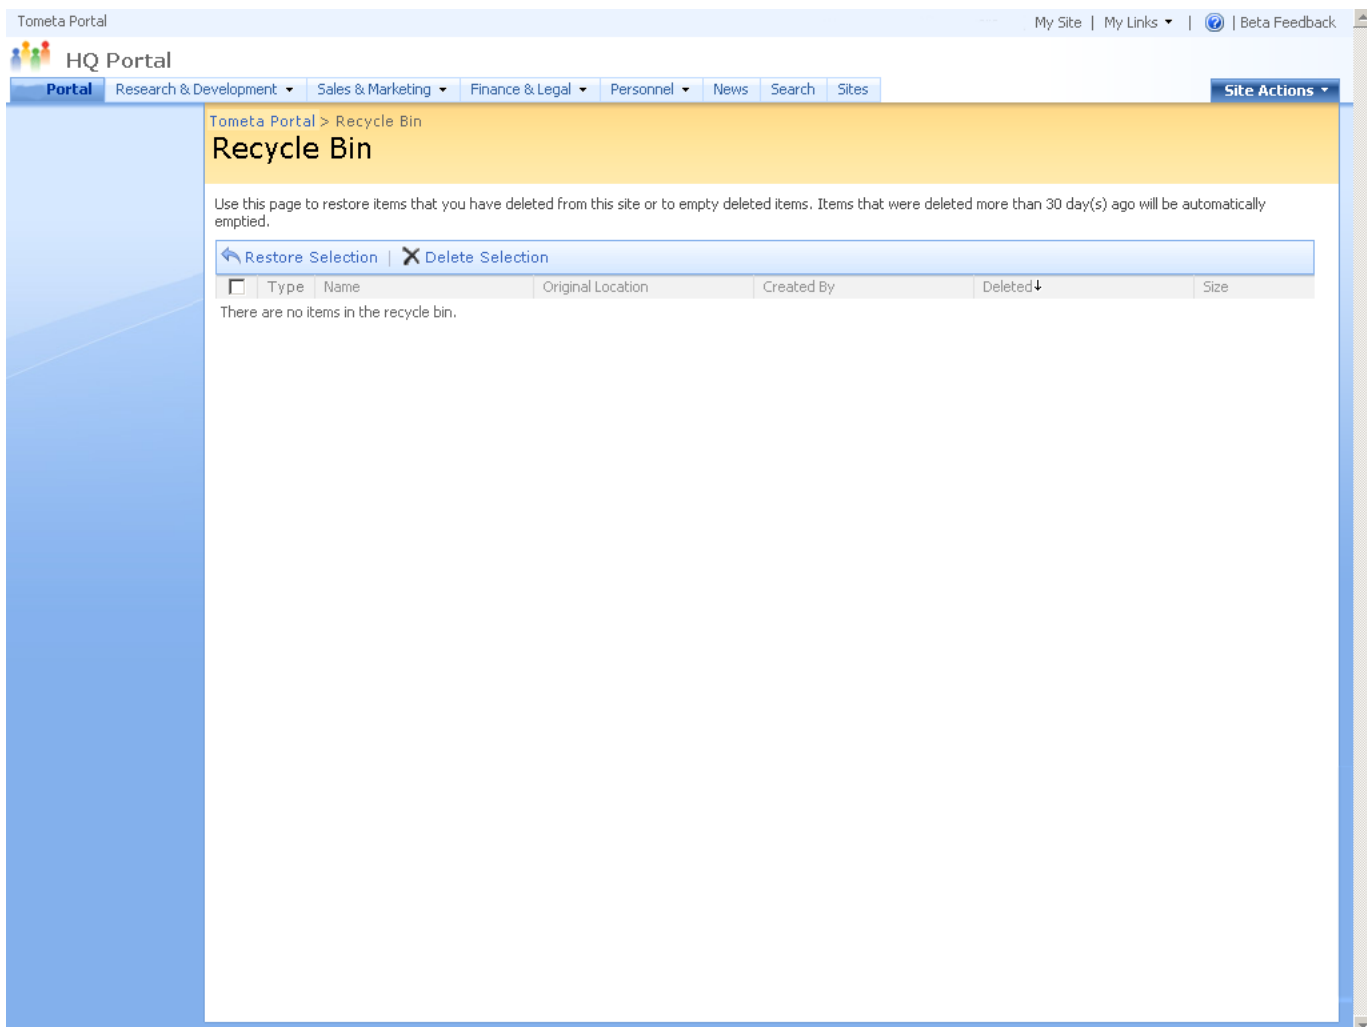 Tometa Portal
My Site | My Links | | Beta Feedback
HQ Portal
Portal Research & Development Sales & Marketing Finance & Legal Personnel News Search Sites Site Actions
Tometa Portal > Recycle Bin
Recycle Bin
Use this page to restore items that you have deleted from this site or to empty deleted items. Items that were deleted more than 30 day(s) ago will be automatically
emptied.
Restore Selection | Delete Selection
Type Name Original Location Created By Deleted Size
There are no items in the recycle bin.